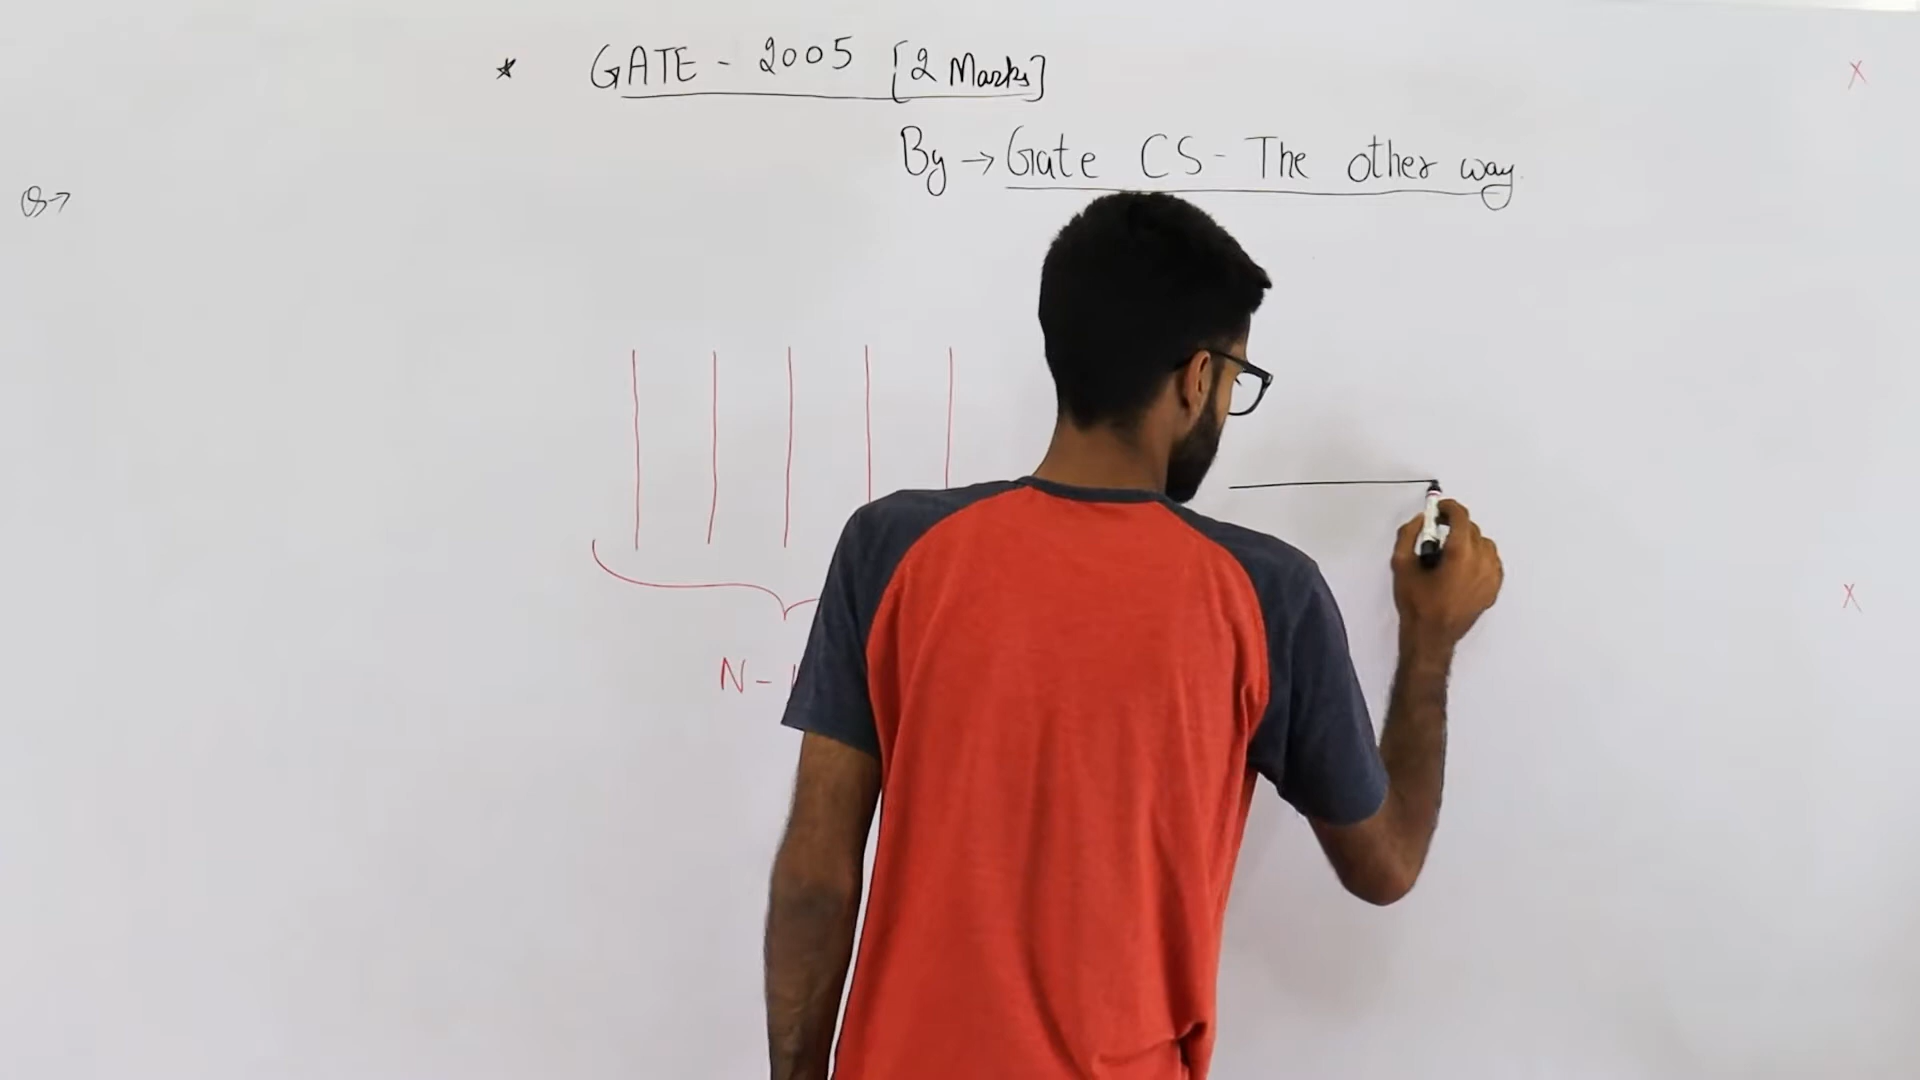 * GATE - 2005 [2 Marks]
By → Gate CS - The other way.
Q →
X
X
N -